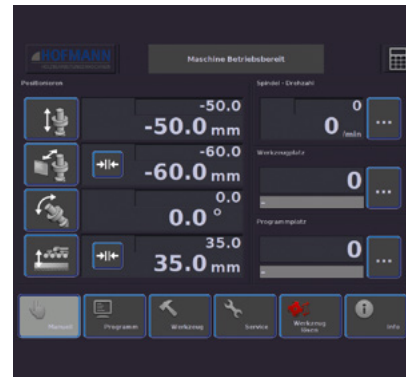 HOFMANN
Maschine Betriebsbereit
Positionieren
Spindel - Drehzahl
-50.0
-50.0 mm
0
0 /min
...
-60.0
-60.0 mm
Werkzeugplatz
0
...
-
0.0
0.0 °
Programmplatz
0
...
-
35.0
35.0 mm
Manuell
Programm
Werkzeug
Service
Werkzeug
lösen
Info